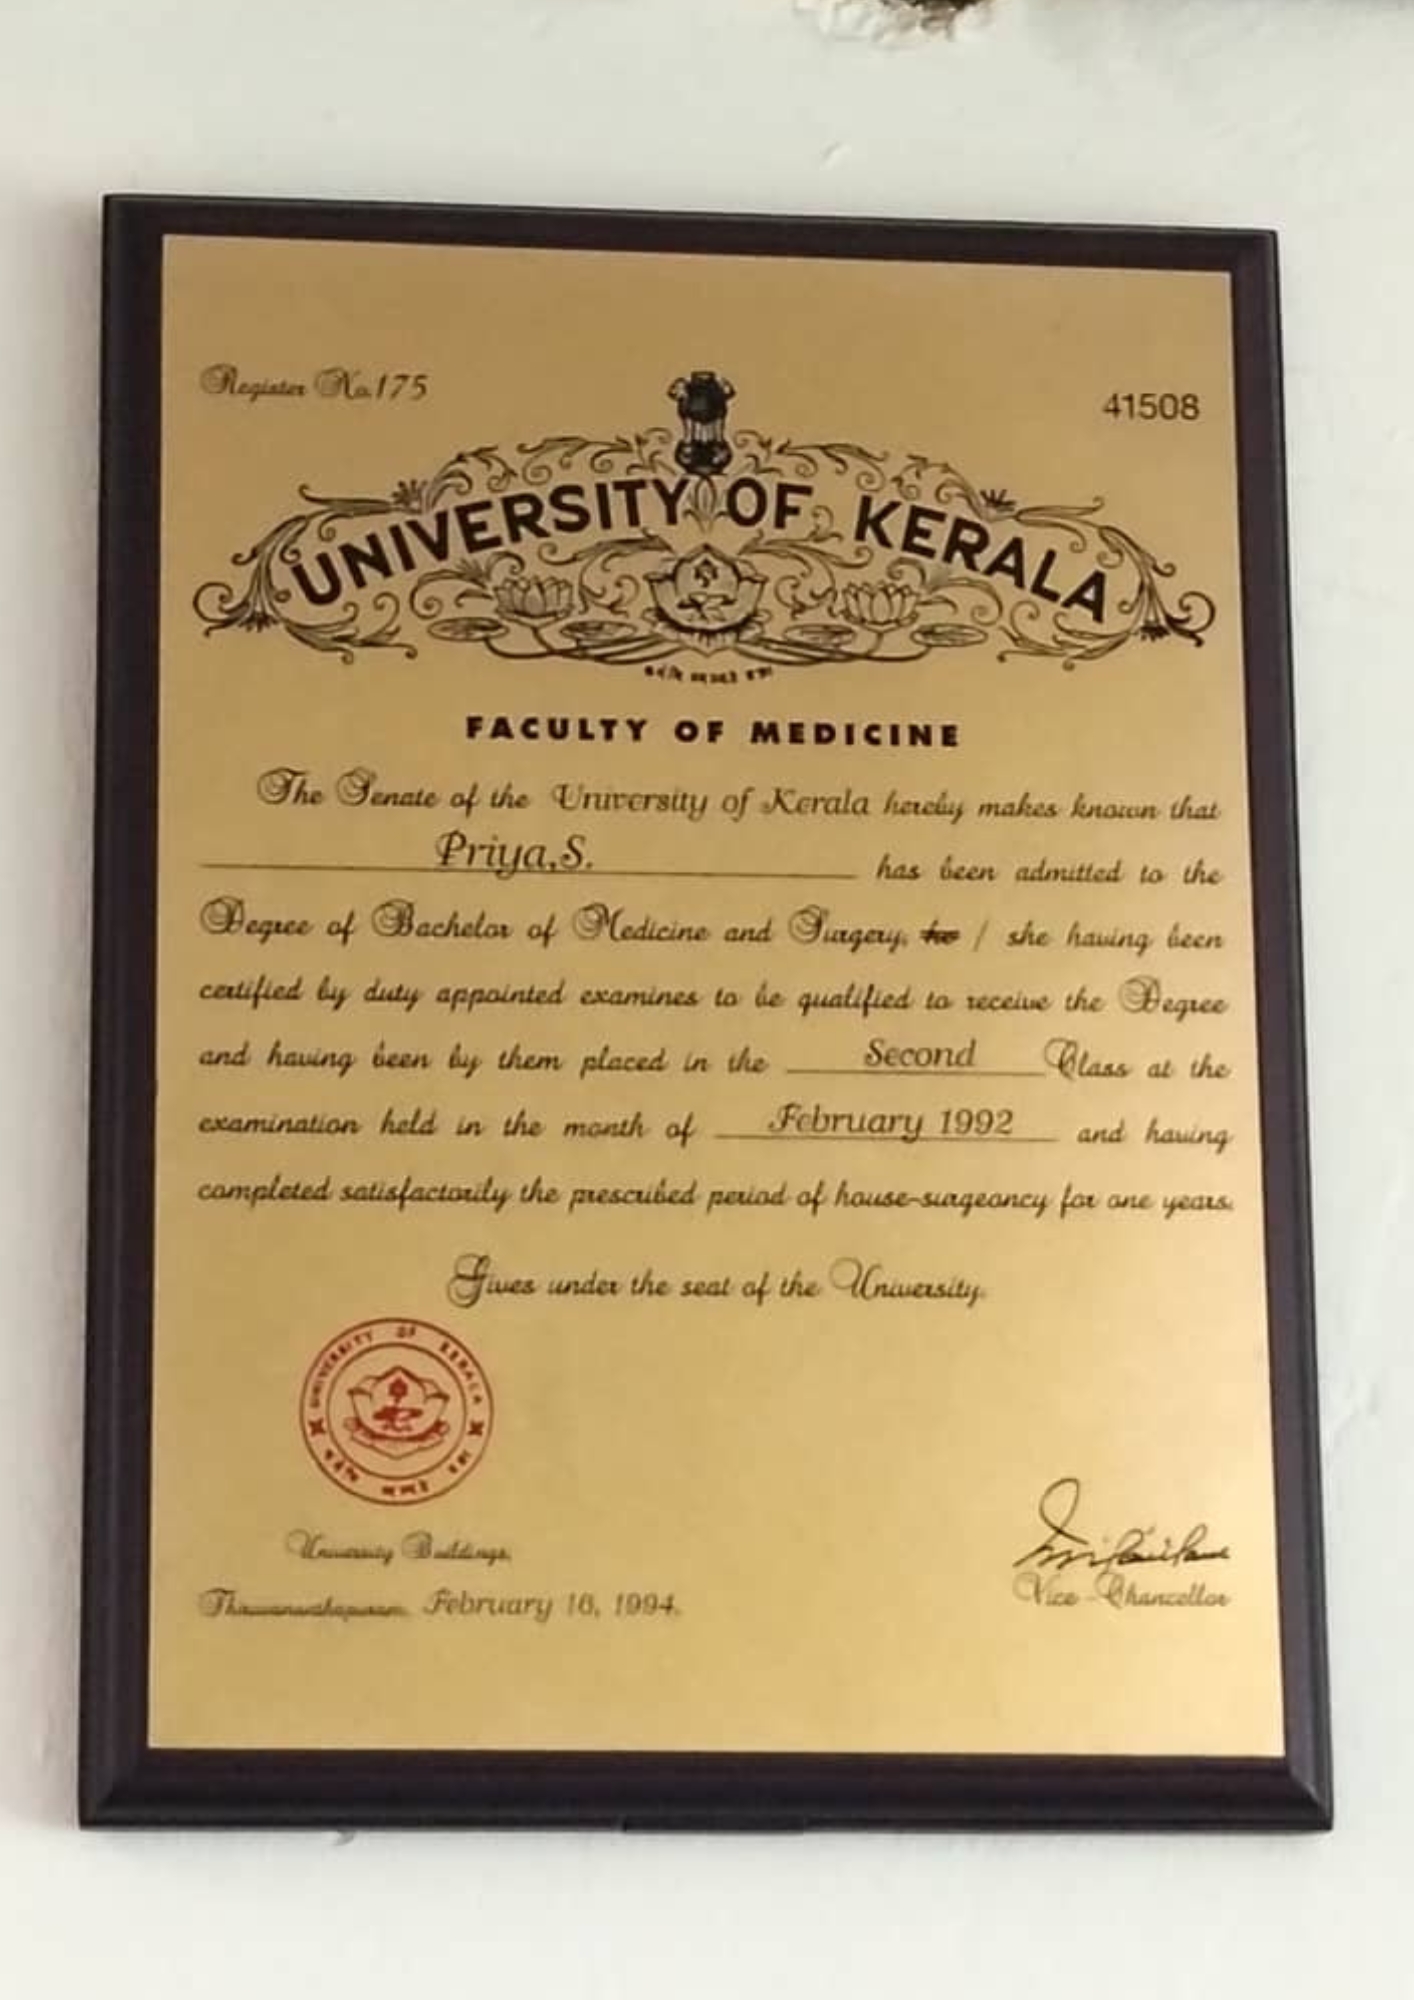 Register No.175
41508
UNIVERSITY OF KERALA
FACULTY OF MEDICINE
The Senate of the University of Kerala hereby makes known that
Priya,S. has been admitted to the
Degree of Bachelor of Medicine and Surgery, he / she having been
certified by duty appointed examines to be qualified to receive the Degree
and having been by them placed in the Second Class at the
examination held in the month of February 1992 and having
completed satisfactorily the prescribed period of house-surgeoncy for one years.
Gives under the seat of the University.
UNIVERSITY OF KERALA
University Buildings,
Thiruvananthapuram, February 16, 1994.
Vice-Chancellor